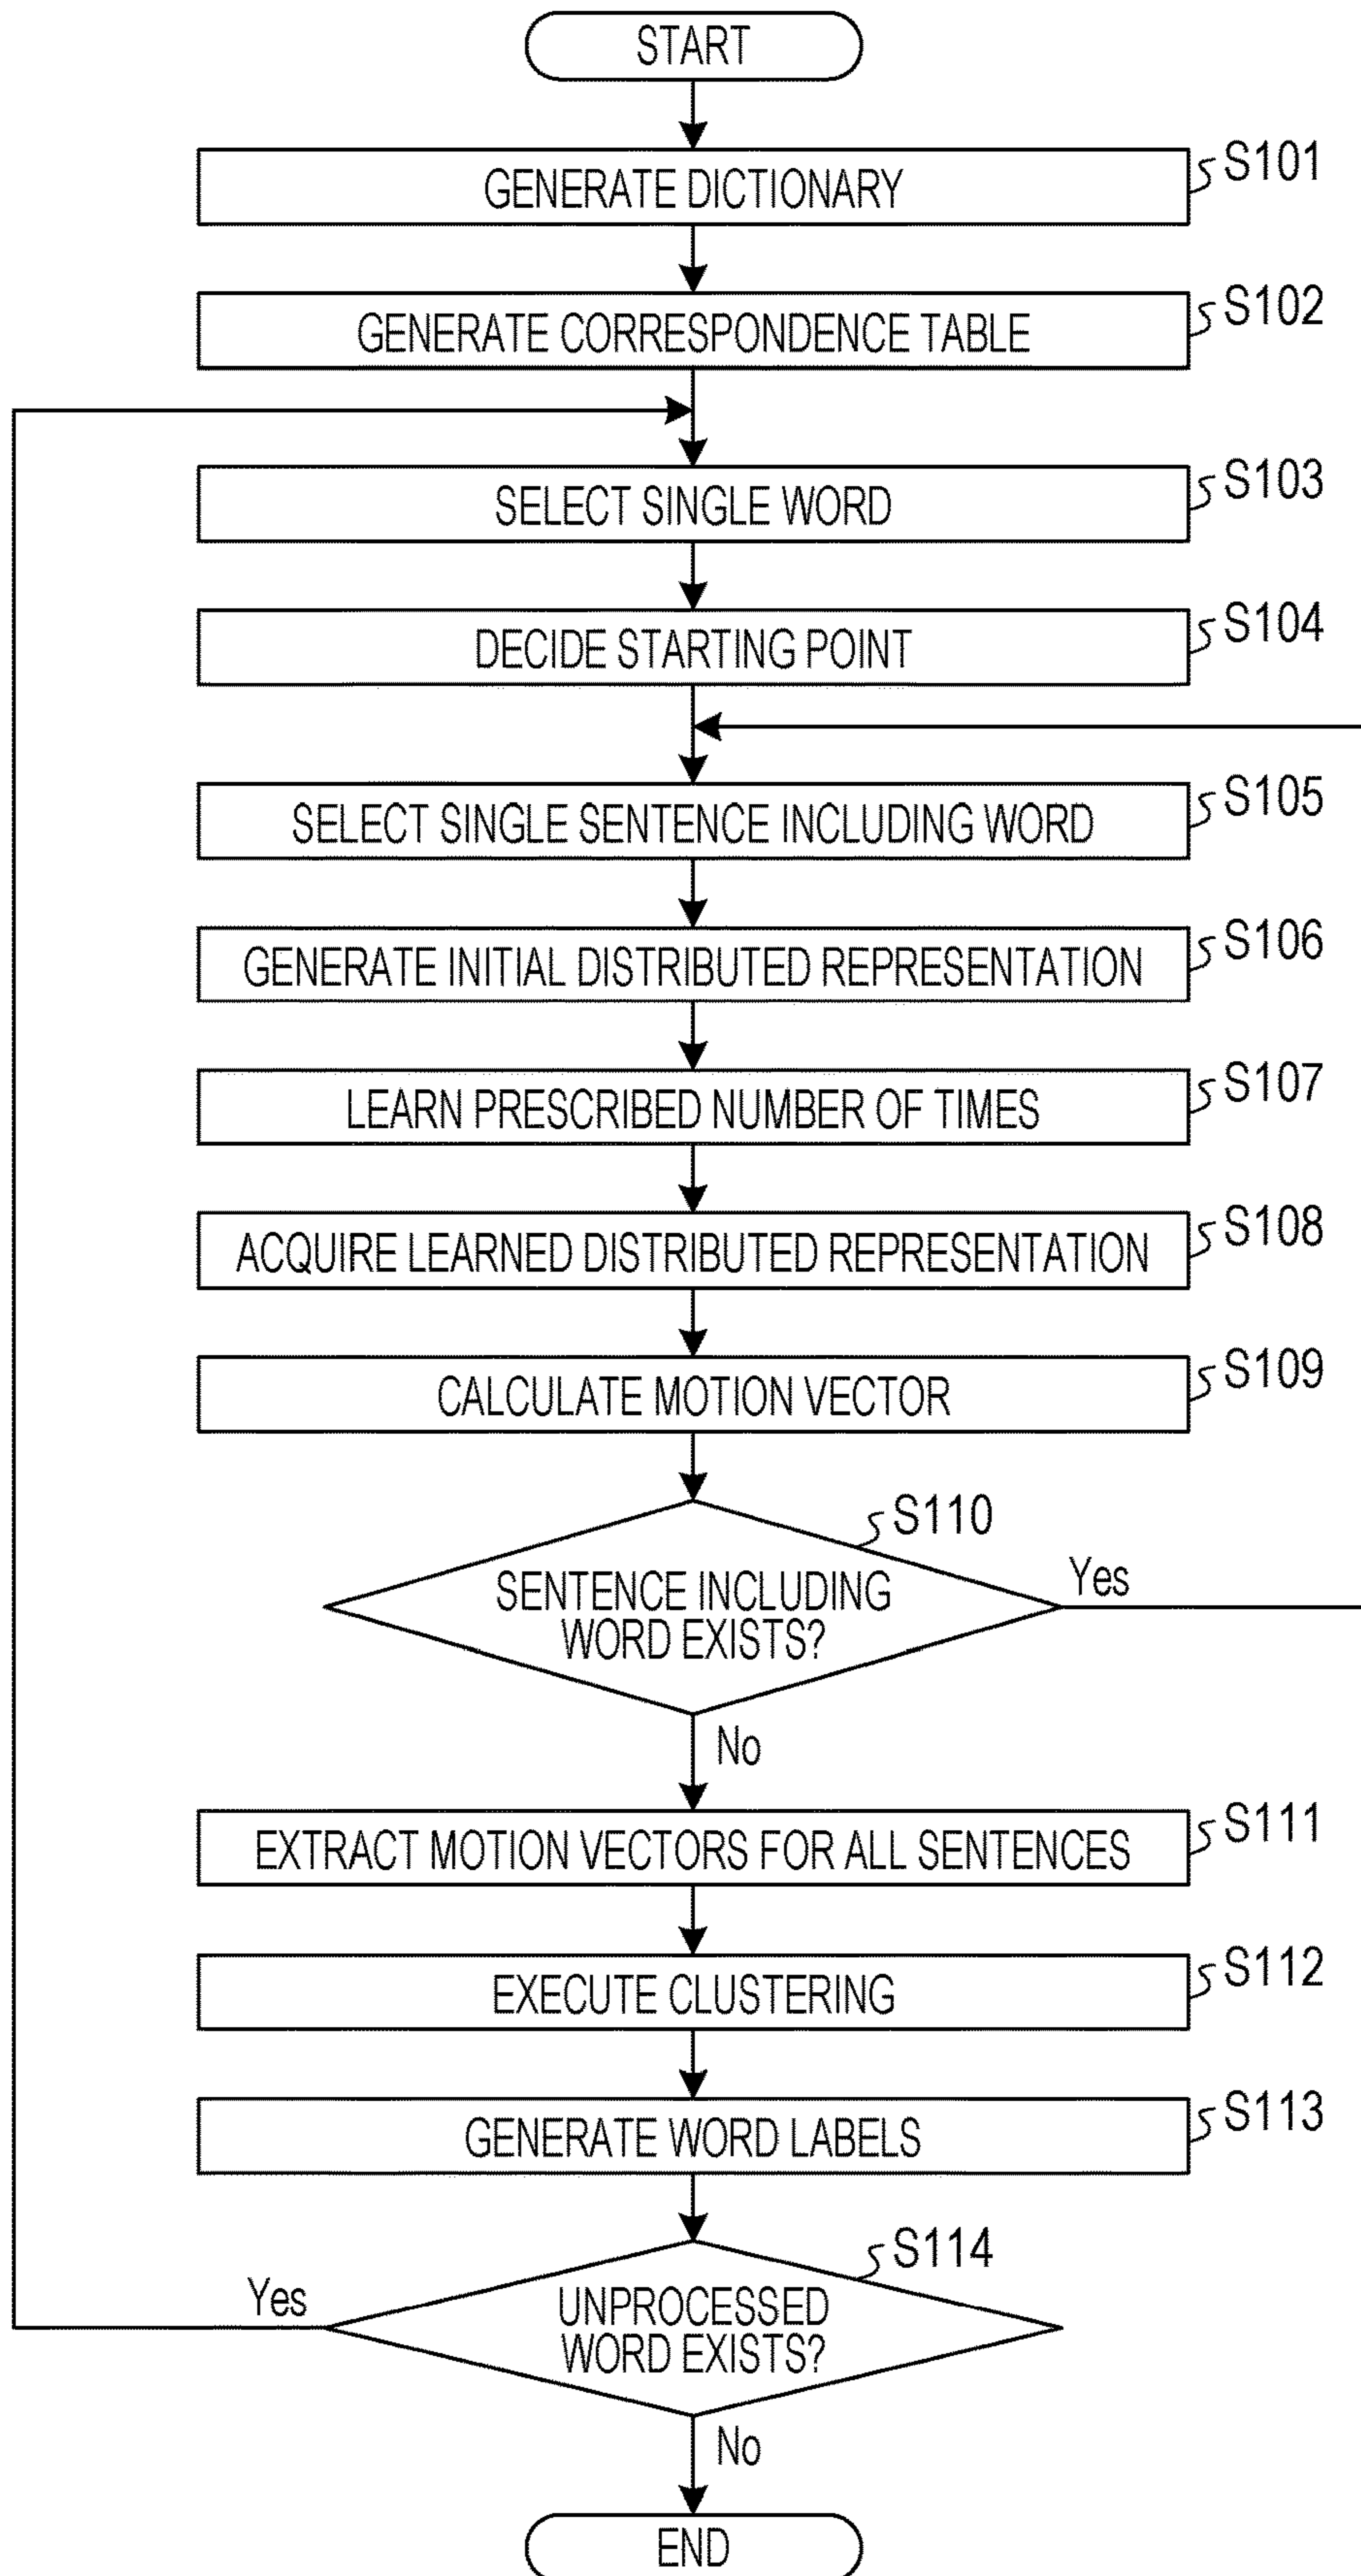 START
GENERATE DICTIONARY
S101
GENERATE CORRESPONDENCE TABLE
S102
SELECT SINGLE WORD
S103
DECIDE STARTING POINT
S104
SELECT SINGLE SENTENCE INCLUDING WORD
S105
GENERATE INITIAL DISTRIBUTED REPRESENTATION
S106
LEARN PRESCRIBED NUMBER OF TIMES
S107
ACQUIRE LEARNED DISTRIBUTED REPRESENTATION
S108
CALCULATE MOTION VECTOR
S109
S110
SENTENCE INCLUDING
WORD EXISTS?
Yes
No
EXTRACT MOTION VECTORS FOR ALL SENTENCES
S111
EXECUTE CLUSTERING
S112
GENERATE WORD LABELS
S113
S114
Yes
UNPROCESSED
WORD EXISTS?
No
END